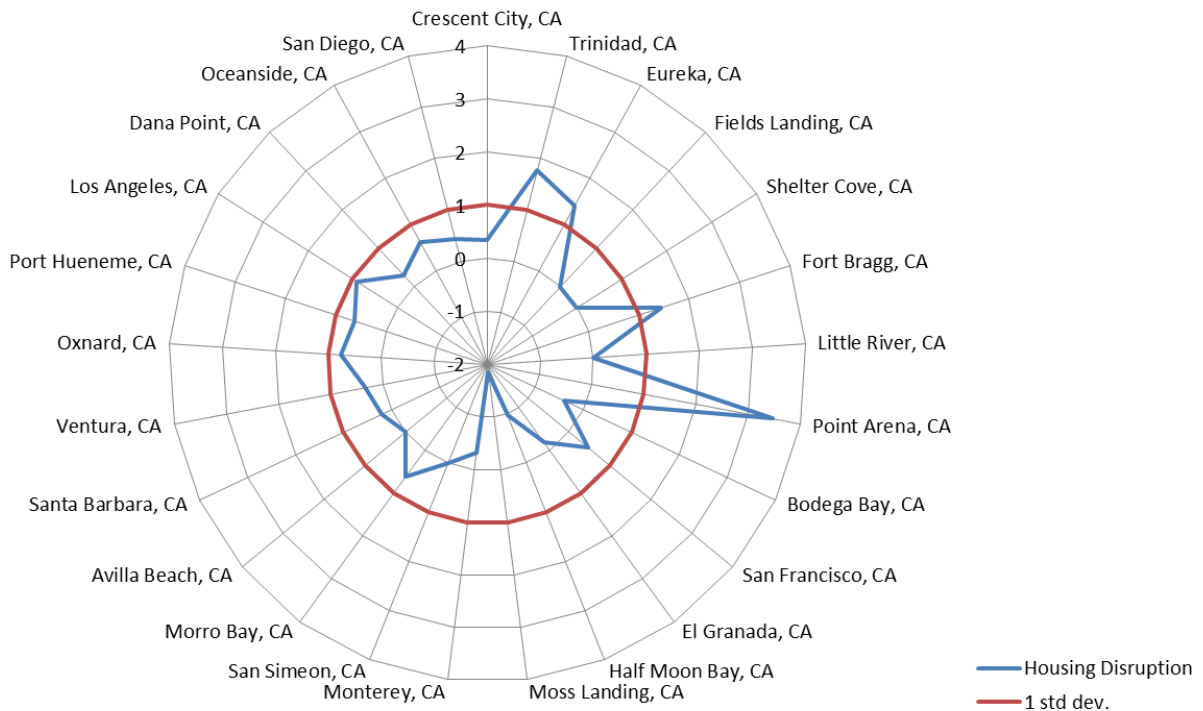 Crescent City, CA
Trinidad, CA
Eureka, CA
Fields Landing, CA
Shelter Cove, CA
Fort Bragg, CA
Little River, CA
Point Arena, CA
Bodega Bay, CA
San Francisco, CA
El Granada, CA
Half Moon Bay, CA
Moss Landing, CA
Monterey, CA
San Simeon, CA
Morro Bay, CA
Avilla Beach, CA
Santa Barbara, CA
Ventura, CA
Oxnard, CA
Port Hueneme, CA
Los Angeles, CA
Dana Point, CA
Oceanside, CA
San Diego, CA
4
3
2
1
0
-1
-2
Housing Disruption
1 std dev.